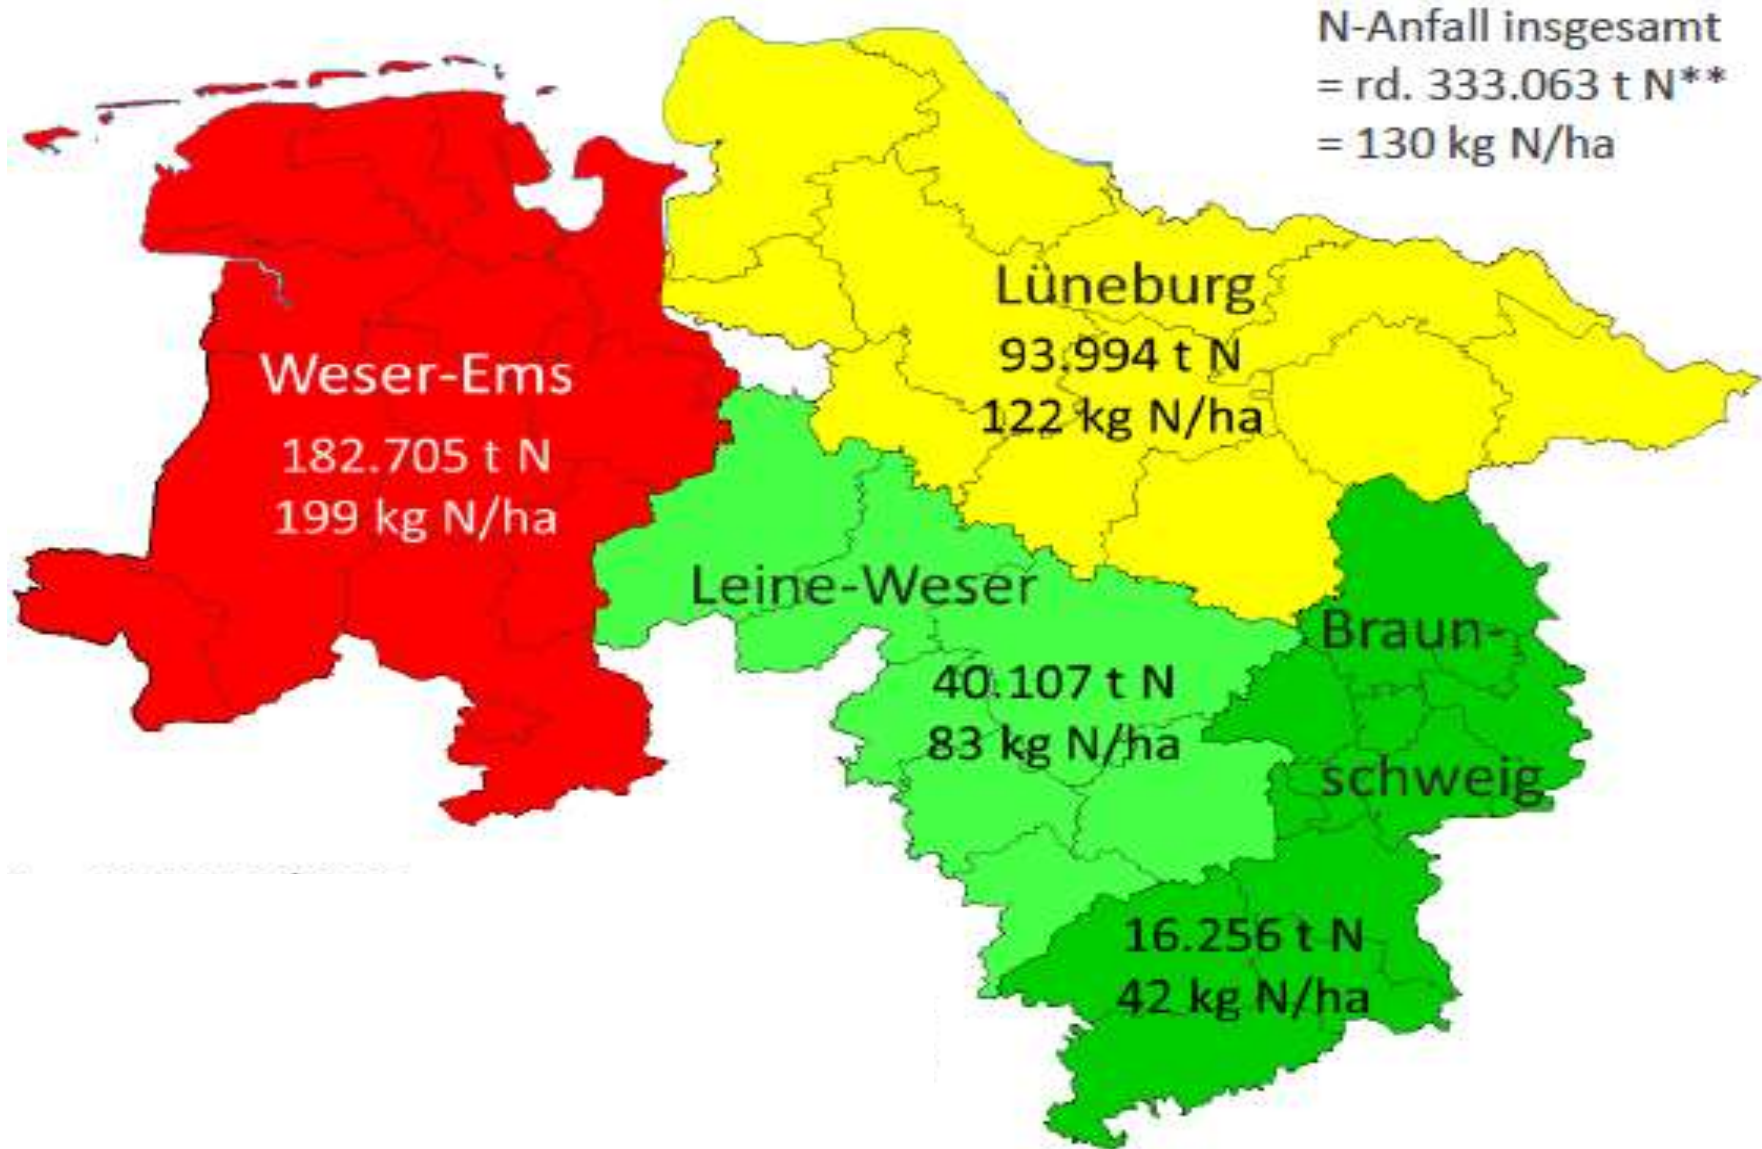 N-Anfall insgesamt
= rd. 333.063 t N**
= 130 kg N/ha
Lüneburg
93.994 t N
122 kg N/ha
Weser-Ems
182.705 t N
199 kg N/ha
Leine-Weser
40.107 t N
83 kg N/ha
Braun-
schweig
16.256 t N
42 kg N/ha